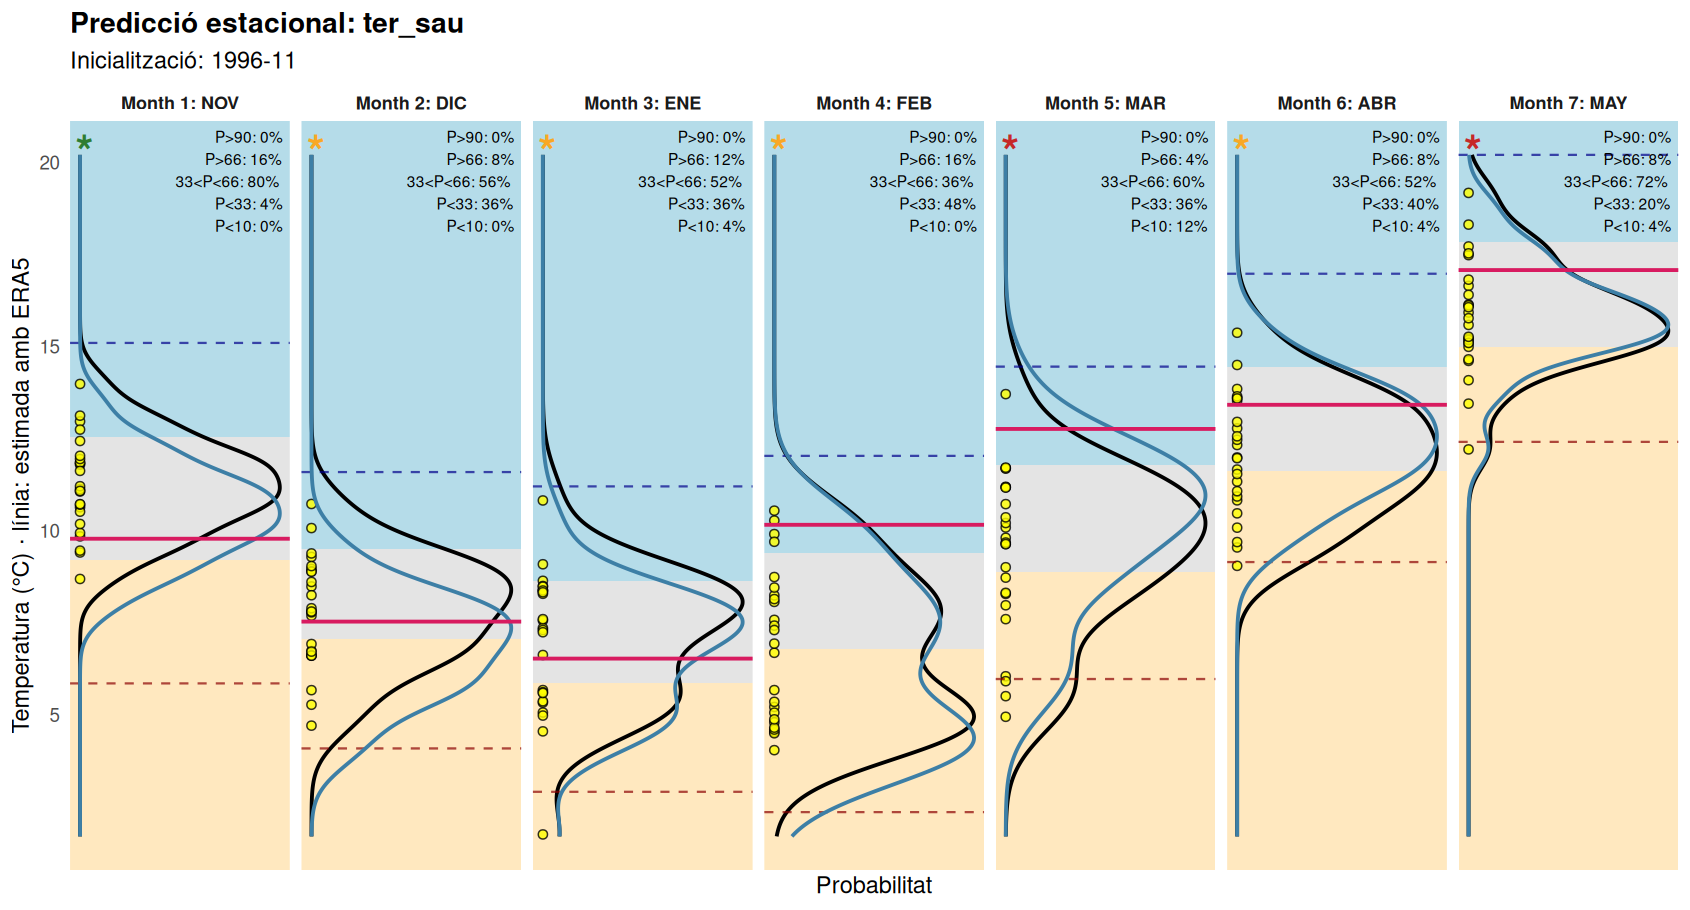 Predicció estacional: ter_sau
Inicialització: 1996-11
Month 1: NOV
Month 2: DIC
Month 3: ENE
Month 4: FEB
Month 5: MAR
Month 6: ABR
Month 7: MAY
*
P>90: 0%
P>66: 16%
33<P<66: 80%
P<33: 4%
P<10: 0%
*
P>90: 0%
P>66: 8%
33<P<66: 56%
P<33: 36%
P<10: 0%
*
P>90: 0%
P>66: 12%
33<P<66: 52%
P<33: 36%
P<10: 4%
*
P>90: 0%
P>66: 16%
33<P<66: 36%
P<33: 48%
P<10: 0%
*
P>90: 0%
P>66: 4%
33<P<66: 60%
P<33: 36%
P<10: 12%
*
P>90: 0%
P>66: 8%
33<P<66: 52%
P<33: 40%
P<10: 4%
*
P>90: 0%
P>66: 8%
33<P<66: 72%
P<33: 20%
P<10: 4%
20
15
10
5
Temperatura (°C) · línia: estimada amb ERA5
Probabilitat